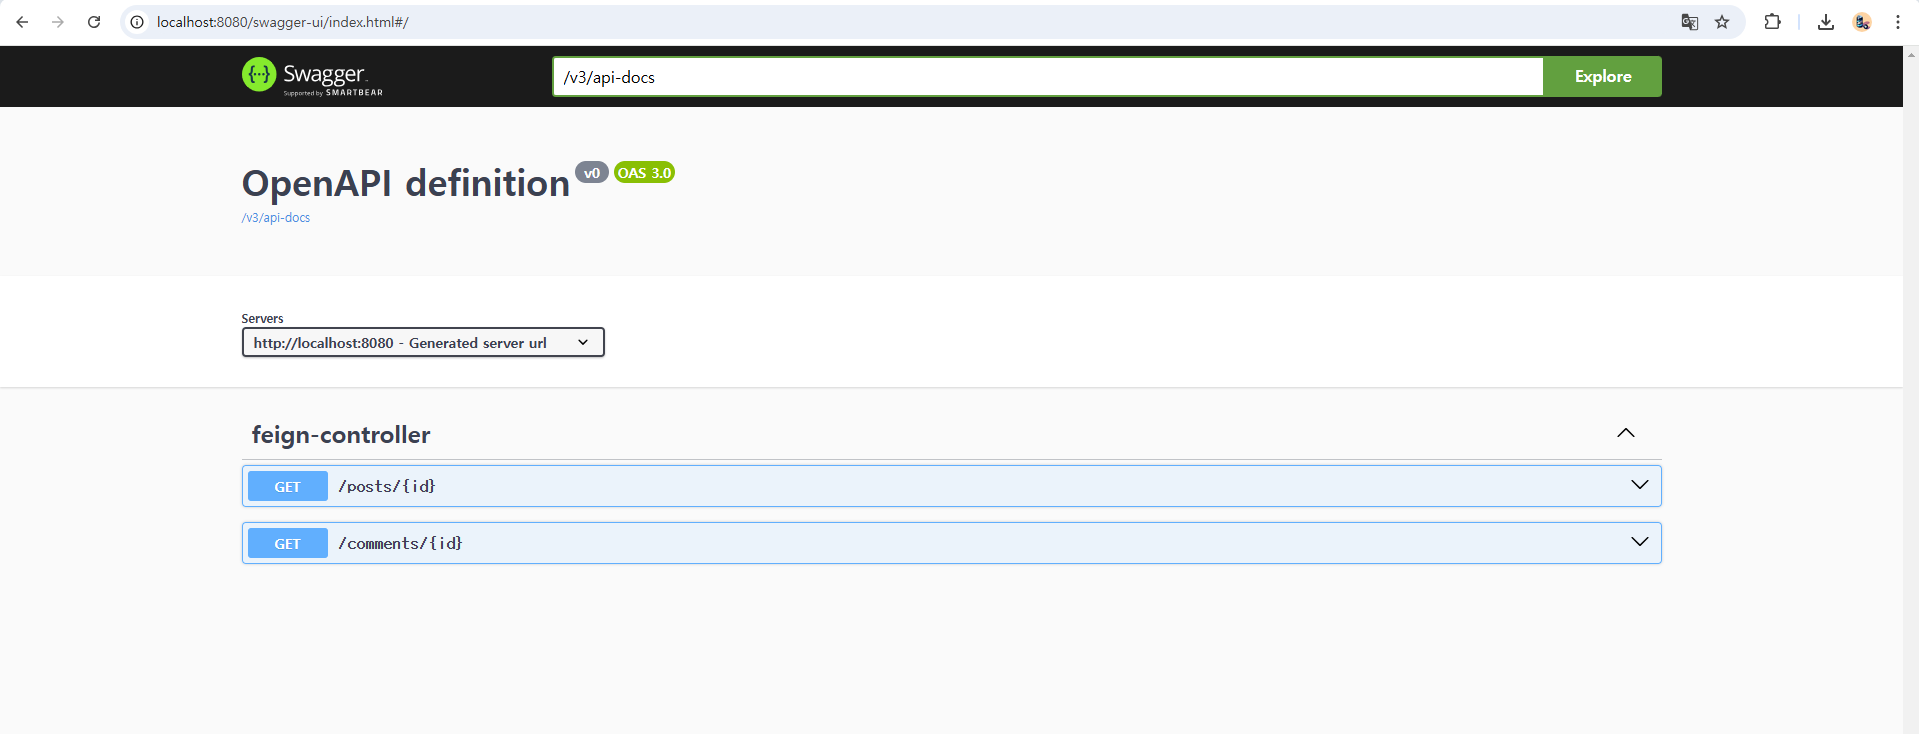 localhost:8080/swagger-ui/index.html#/
Swagger
Supported by SMARTBEAR
/v3/api-docs
Explore
OpenAPI definition v0 OAS 3.0
/v3/api-docs
Servers
http://localhost:8080 - Generated server url
feign-controller
GET /posts/{id}
GET /comments/{id}